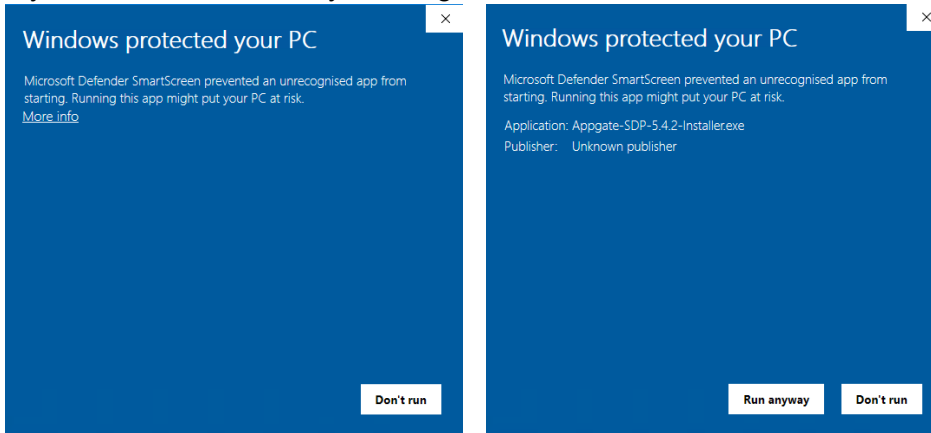 Windows protected your PC
Microsoft Defender SmartScreen prevented an unrecognised app from
starting. Running this app might put your PC at risk.
More info
Don't run
Windows protected your PC
Microsoft Defender SmartScreen prevented an unrecognised app from
starting. Running this app might put your PC at risk.
Application: Appgate-SDP-5.4.2-Installer.exe
Publisher: Unknown publisher
Run anyway Don't run